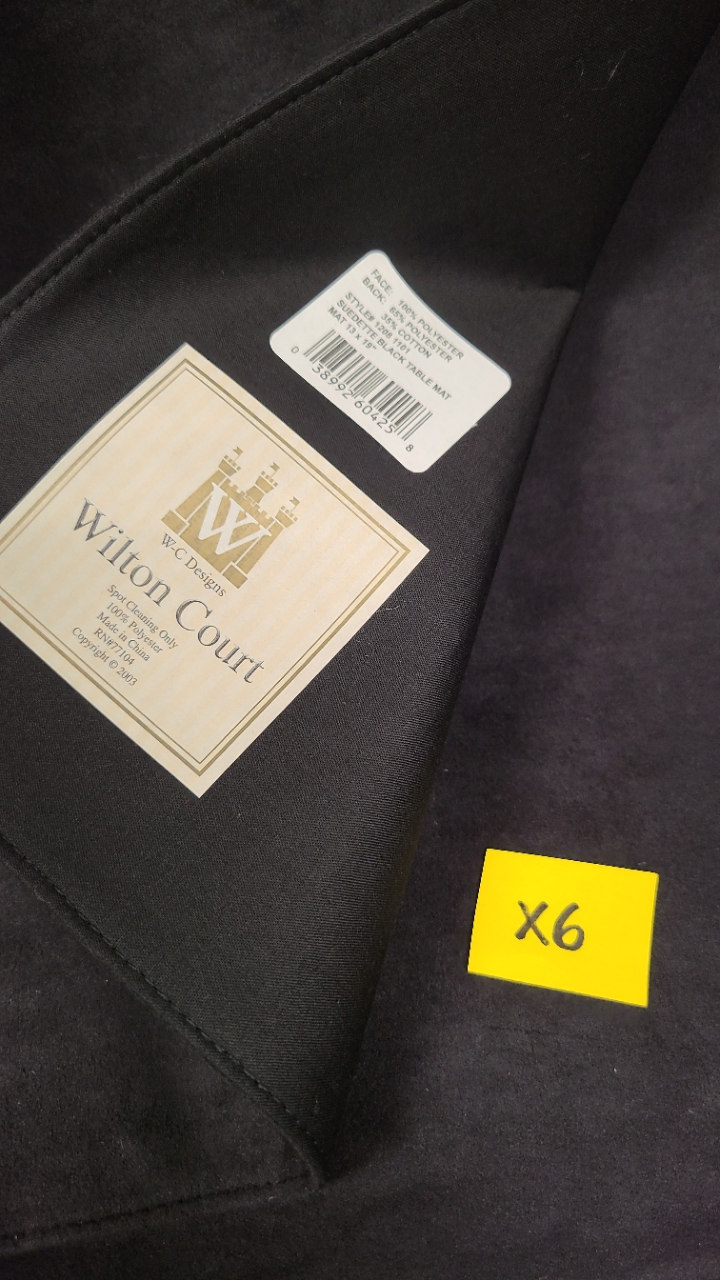 FACE: 100% POLYESTER
BACK: 65% POLYESTER
35% COTTON
STYLE# 1208 1101
SUEDETTE BLACK TABLE MAT
MAT 13 x 19"
0 38992 60425 8
W
W-C Designs
Wilton Court
Spot Cleaning Only
100% Polyester
Made in China
RN#77104
Copyright © 2003
X6